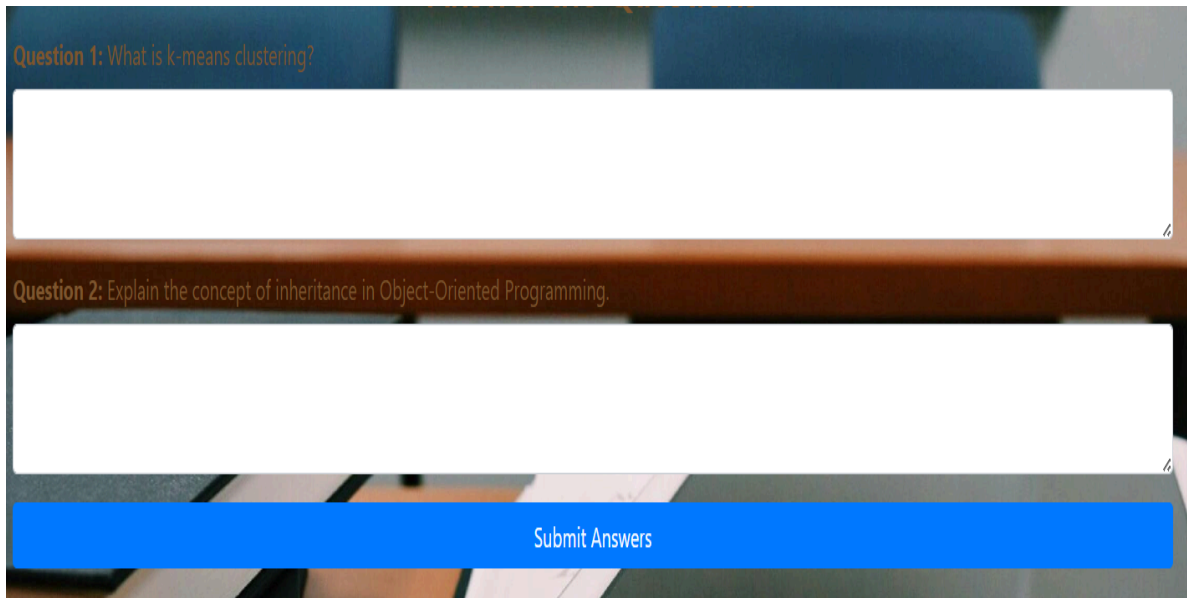 Question 1: What is k-means clustering?
Question 2: Explain the concept of inheritance in Object-Oriented Programming.
Submit Answers